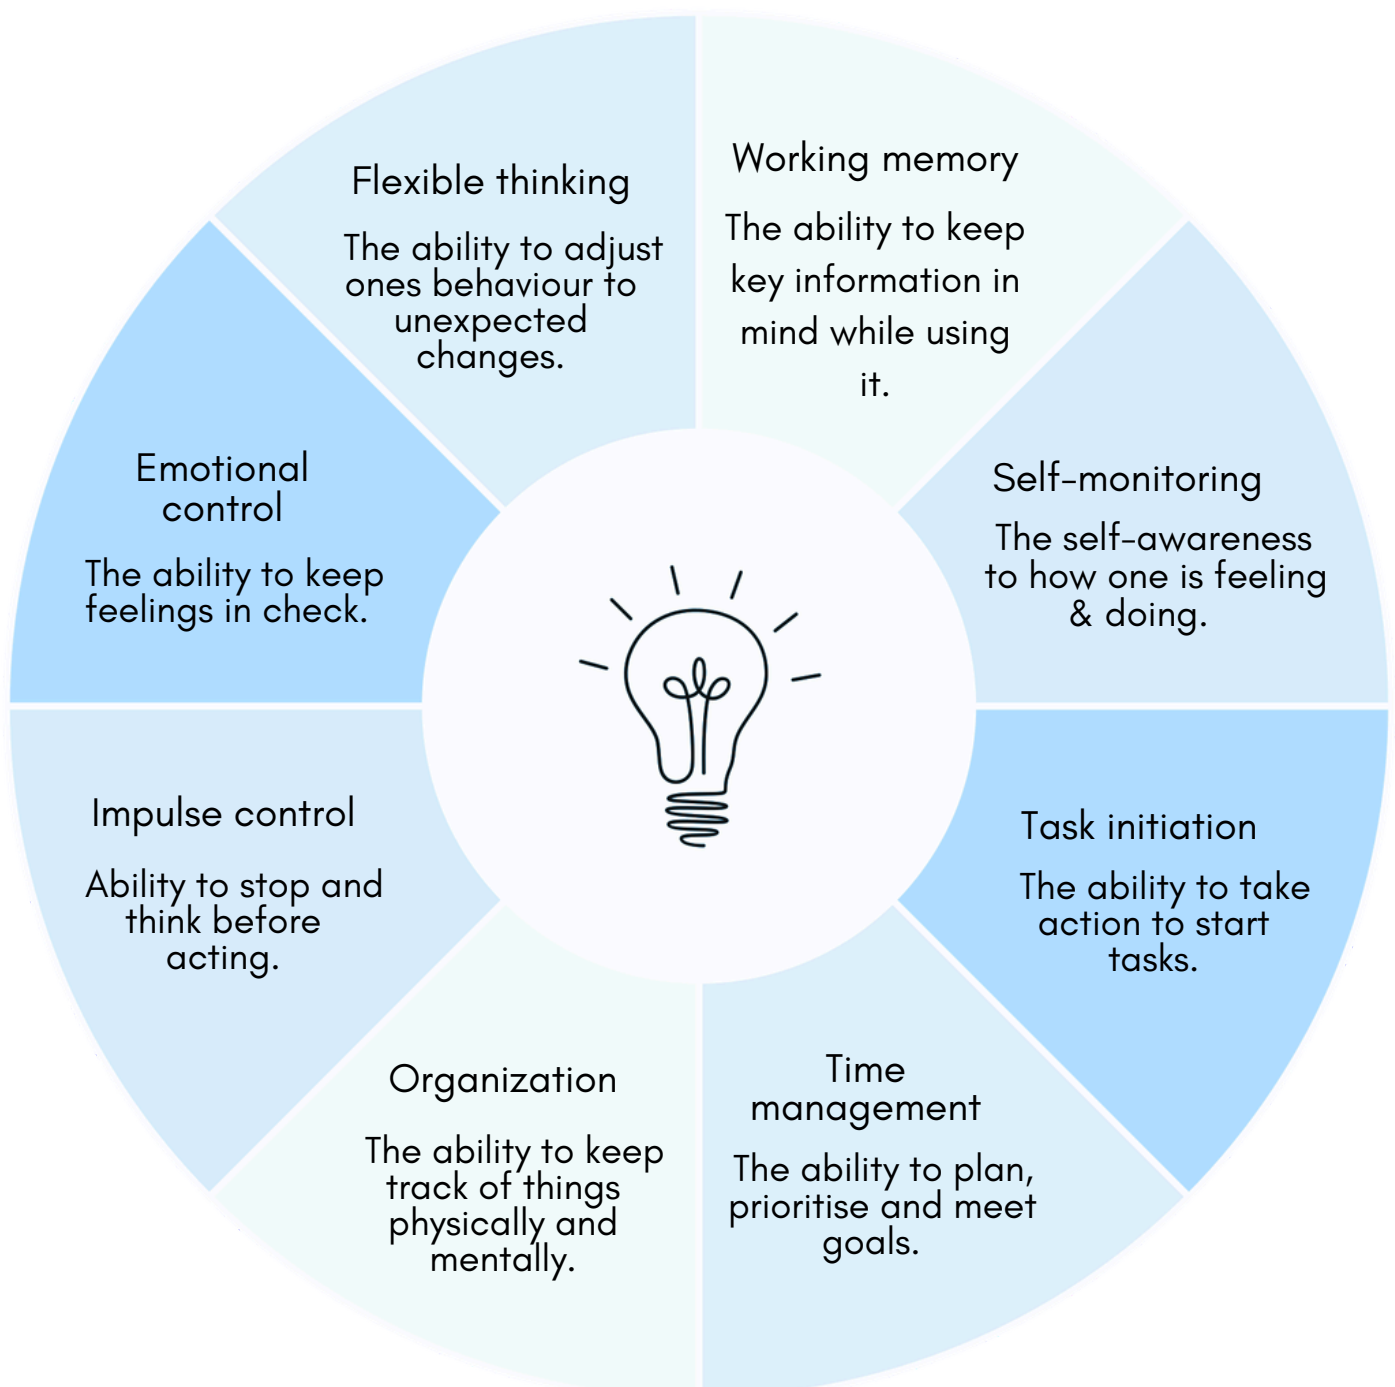 Flexible thinking
The ability to adjust
ones behaviour to
unexpected
changes.
Working memory
The ability to keep
key information in
mind while using
it.
Self-monitoring
The self-awareness
to how one is feeling
& doing.
Task initiation
The ability to take
action to start
tasks.
Time
management
The ability to plan,
prioritise and meet
goals.
Organization
The ability to keep
track of things
physically and
mentally.
Impulse control
Ability to stop and
think before
acting.
Emotional
control
The ability to keep
feelings in check.